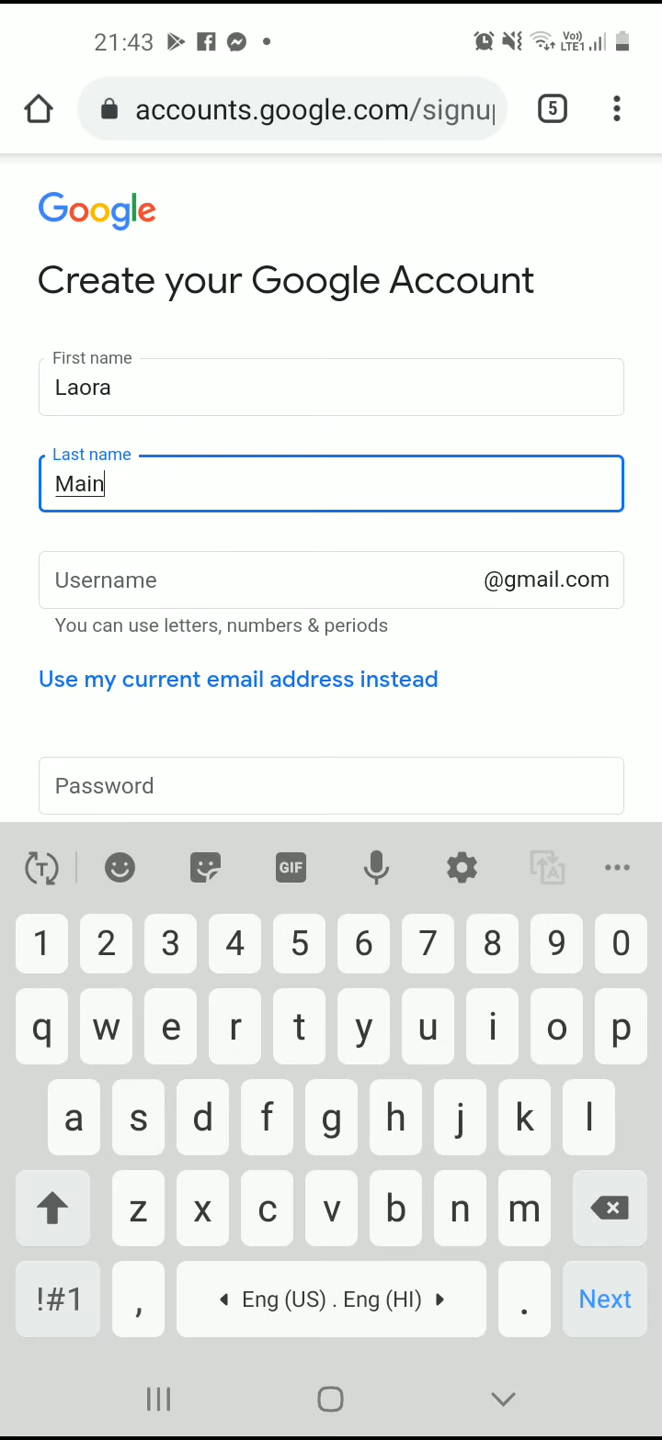 21:43 Vo) LTE1
accounts.google.com/signu
5
Google
Create your Google Account
First name
Laora
Last name
Main
Username @gmail.com
You can use letters, numbers & periods
Use my current email address instead
Password
T GIF A
1 2 3 4 5 6 7 8 9 0
q w e r t y u i o p
a s d f g h j k l
z x c v b n m
!#1 , Eng (US) . Eng (HI) . Next